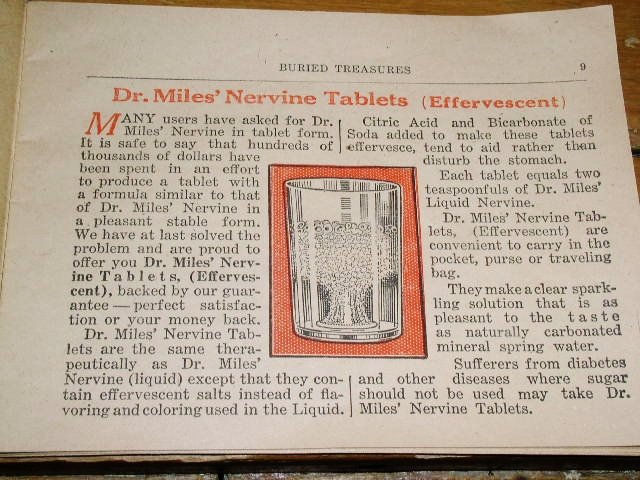 BURIED TREASURES 9
Dr. Miles' Nervine Tablets (Effervescent)
MANY users have asked for Dr.
Miles' Nervine in tablet form.
It is safe to say that hundreds of
thousands of dollars have
been spent in an effort
to produce a tablet with
a formula similar to that
of Dr. Miles' Nervine in
a pleasant stable form.
We have at last solved the
problem and are proud to
offer you Dr. Miles' Nerv-
ine Tablets, (Efferves-
cent), backed by our guar-
antee — perfect satisfac-
tion or your money back.
Dr. Miles' Nervine Tab-
lets are the same thera-
peutically as Dr. Miles'
Nervine (liquid) except that they con-
tain effervescent salts instead of fla-
voring and coloring used in the Liquid.
Citric Acid and Bicarbonate of
Soda added to make these tablets
effervesce, tend to aid rather than
disturb the stomach.
Each tablet equals two
teaspoonfuls of Dr. Miles'
Liquid Nervine.
Dr. Miles' Nervine Tab-
lets, (Effervescent) are
convenient to carry in the
pocket, purse or traveling
bag.
They make a clear spark-
ling solution that is as
pleasant to the taste
as naturally carbonated
mineral spring water.
Sufferers from diabetes
and other diseases where sugar
should not be used may take Dr.
Miles' Nervine Tablets.